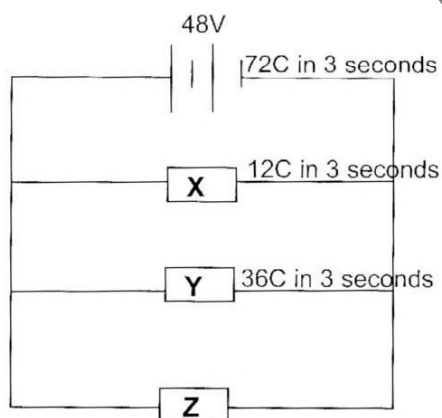 48V
72C in 3 seconds
12C in 3 seconds
X
36C in 3 seconds
Y
Z